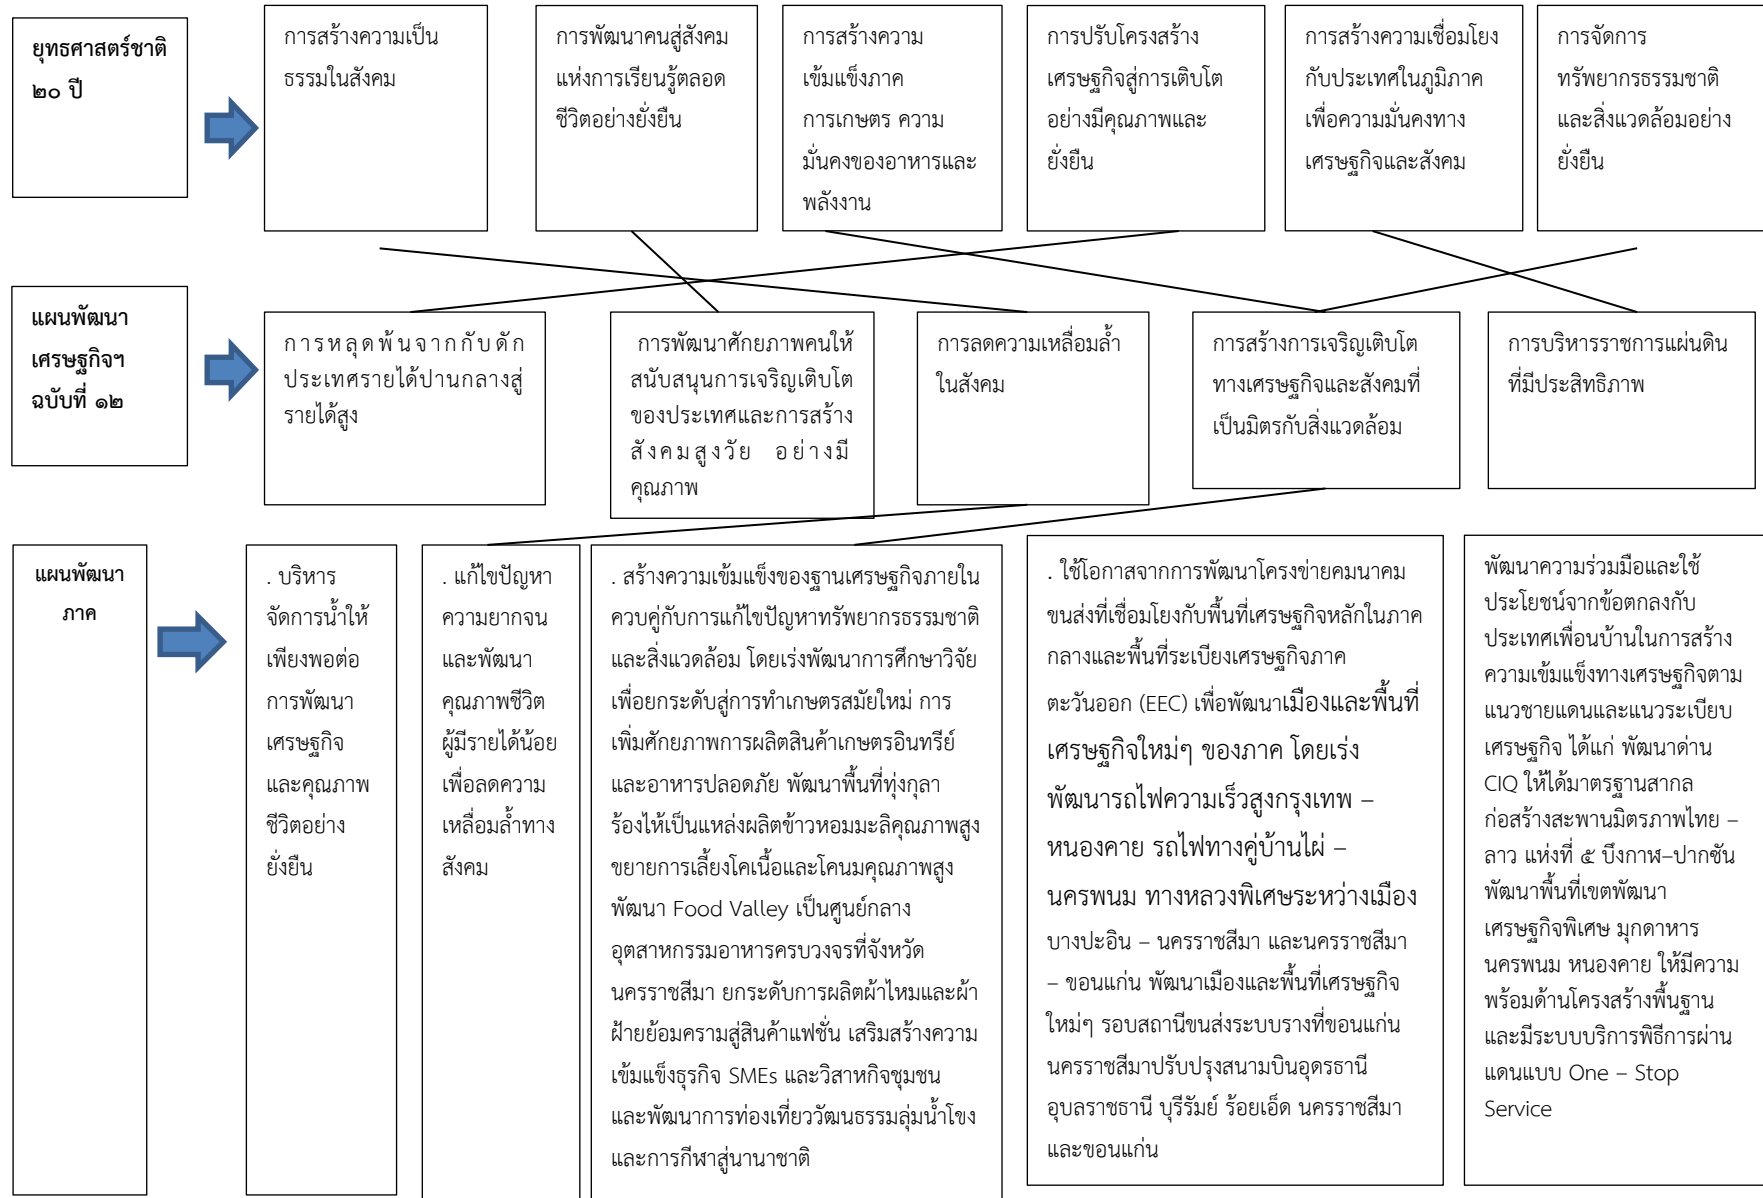 ยุทธศาสตร์ชาติ
๒๐ ปี
การสร้างความเป็น
ธรรมในสังคม
การพัฒนาคนสู่สังคม
แห่งการเรียนรู้ตลอด
ชีวิตอย่างยั่งยืน
การสร้างความ
เข้มแข็งภาค
การเกษตร ความ
มั่นคงของอาหารและ
พลังงาน
การปรับโครงสร้าง
เศรษฐกิจสู่การเติบโต
อย่างมีคุณภาพและ
ยั่งยืน
การสร้างความเชื่อมโยง
กับประเทศในภูมิภาค
เพื่อความมั่นคงทาง
เศรษฐกิจและสังคม
การจัดการ
ทรัพยากรธรรมชาติ
และสิ่งแวดล้อมอย่าง
ยั่งยืน
แผนพัฒนา
เศรษฐกิจฯ
ฉบับที่ ๑๒
การหลุดพ้นจากกับดัก
ประเทศรายได้ปานกลางสู่
รายได้สูง
การพัฒนาศักยภาพคนให้
สนับสนุนการเจริญเติบโต
ของประเทศและการสร้าง
สังคมสูงวัย อย่างมี
คุณภาพ
การลดความเหลื่อมล้ำ
ในสังคม
การสร้างการเจริญเติบโต
ทางเศรษฐกิจและสังคมที่
เป็นมิตรกับสิ่งแวดล้อม
การบริหารราชการแผ่นดิน
ที่มีประสิทธิภาพ
แผนพัฒนา
ภาค
. บริหาร
จัดการน้ำให้
เพียงพอต่อ
การพัฒนา
เศรษฐกิจ
และคุณภาพ
ชีวิตอย่าง
ยั่งยืน
. แก้ไขปัญหา
ความยากจน
และพัฒนา
คุณภาพชีวิต
ผู้มีรายได้น้อย
เพื่อลดความ
เหลื่อมล้ำทาง
สังคม
. สร้างความเข้มแข็งของฐานเศรษฐกิจภายใน
ควบคู่กับการแก้ไขปัญหาทรัพยากรธรรมชาติ
และสิ่งแวดล้อม โดยเร่งพัฒนาการศึกษาวิจัย
เพื่อยกระดับสู่การทำเกษตรสมัยใหม่ การ
เพิ่มศักยภาพการผลิตสินค้าเกษตรอินทรีย์
และอาหารปลอดภัย พัฒนาพื้นที่ทุ่งกุลา
ร้องไห้เป็นแหล่งผลิตข้าวหอมมะลิคุณภาพสูง
ขยายการเลี้ยงโคเนื้อและโคนมคุณภาพสูง
พัฒนา Food Valley เป็นศูนย์กลาง
อุตสาหกรรมอาหารครบวงจรที่จังหวัด
นครราชสีมา ยกระดับการผลิตผ้าไหมและผ้า
ฝ้ายย้อมครามสู่สินค้าแฟชั่น เสริมสร้างความ
เข้มแข็งธุรกิจ SMEs และวิสาหกิจชุมชน
และพัฒนาการท่องเที่ยววัฒนธรรมลุ่มน้ำโขง
และการกีฬาสู่นานาชาติ
. ใช้โอกาสจากการพัฒนาโครงข่ายคมนาคม
ขนส่งที่เชื่อมโยงกับพื้นที่เศรษฐกิจหลักในภาค
กลางและพื้นที่ระเบียงเศรษฐกิจภาค
ตะวันออก (EEC) เพื่อพัฒนาเมืองและพื้นที่
เศรษฐกิจใหม่ๆ ของภาค โดยเร่ง
พัฒนารถไฟความเร็วสูงกรุงเทพ –
หนองคาย รถไฟทางคู่บ้านไผ่ –
นครพนม ทางหลวงพิเศษระหว่างเมือง
บางปะอิน – นครราชสีมา และนครราชสีมา
– ขอนแก่น พัฒนาเมืองและพื้นที่เศรษฐกิจ
ใหม่ๆ รอบสถานีขนส่งระบบรางที่ขอนแก่น
นครราชสีมาปรับปรุงสนามบินอุดรธานี
อุบลราชธานี บุรีรัมย์ ร้อยเอ็ด นครราชสีมา
และขอนแก่น
พัฒนาความร่วมมือและใช้
ประโยชน์จากข้อตกลงกับ
ประเทศเพื่อนบ้านในการสร้าง
ความเข้มแข็งทางเศรษฐกิจตาม
แนวชายแดนและแนวระเบียบ
เศรษฐกิจ ได้แก่ พัฒนาด่าน
CIQ ให้ได้มาตรฐานสากล
ก่อสร้างสะพานมิตรภาพไทย –
ลาว แห่งที่ ๕ บึงกาฬ–ปากซัน
พัฒนาพื้นที่เขตพัฒนา
เศรษฐกิจพิเศษ มุกดาหาร
นครพนม หนองคาย ให้มีความ
พร้อมด้านโครงสร้างพื้นฐาน
และมีระบบบริการพิธีการผ่าน
แดนแบบ One – Stop
Service